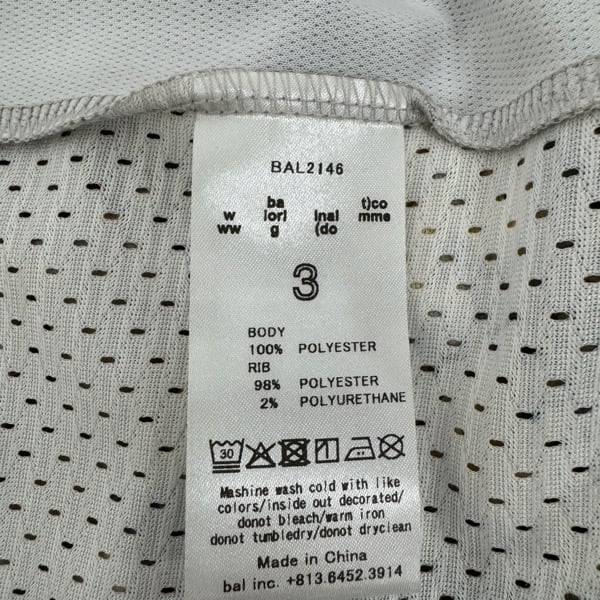 BAL2146
ba t)co
w lori (nal mme
ww g (do
3
BODY
100% POLYESTER
RIB
98% POLYESTER
2% POLYURETHANE
30
Mashine wash cold with like
colors/inside out decorated/
donot bleach/warm iron
donot tumbledry/donot dryclean
Made in China
bal inc. +813.6452.3914